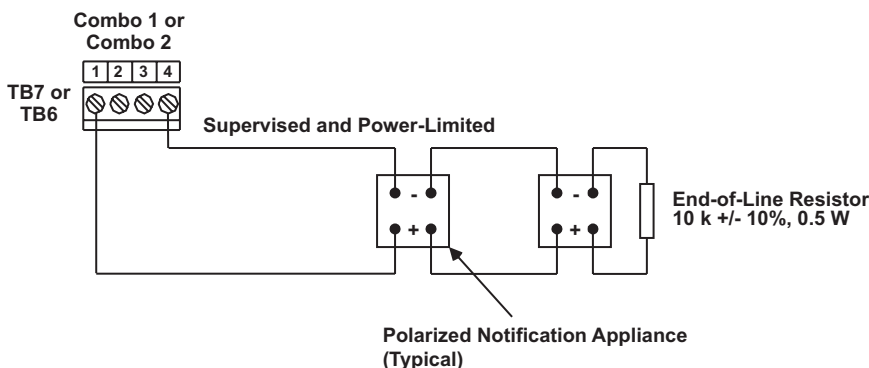 Combo 1 or
Combo 2
1 2 3 4
TB7 or
TB6
Supervised and Power-Limited
- -
+ +
End-of-Line Resistor
10 k +/- 10%, 0.5 W
Polarized Notification Appliance
(Typical)